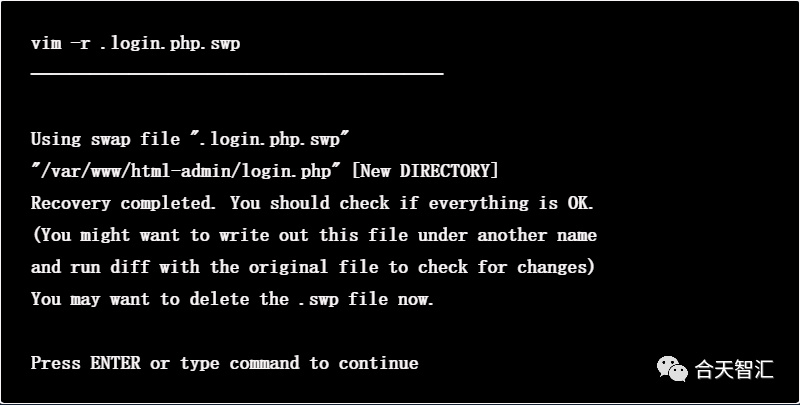 vim -r .login.php.swp
Using swap file ".login.php.swp"
"/var/www/html-admin/login.php" [New DIRECTORY]
Recovery completed. You should check if everything is OK.
(You might want to write out this file under another name
and run diff with the original file to check for changes)
You may want to delete the .swp file now.
Press ENTER or type command to continue
合天智汇